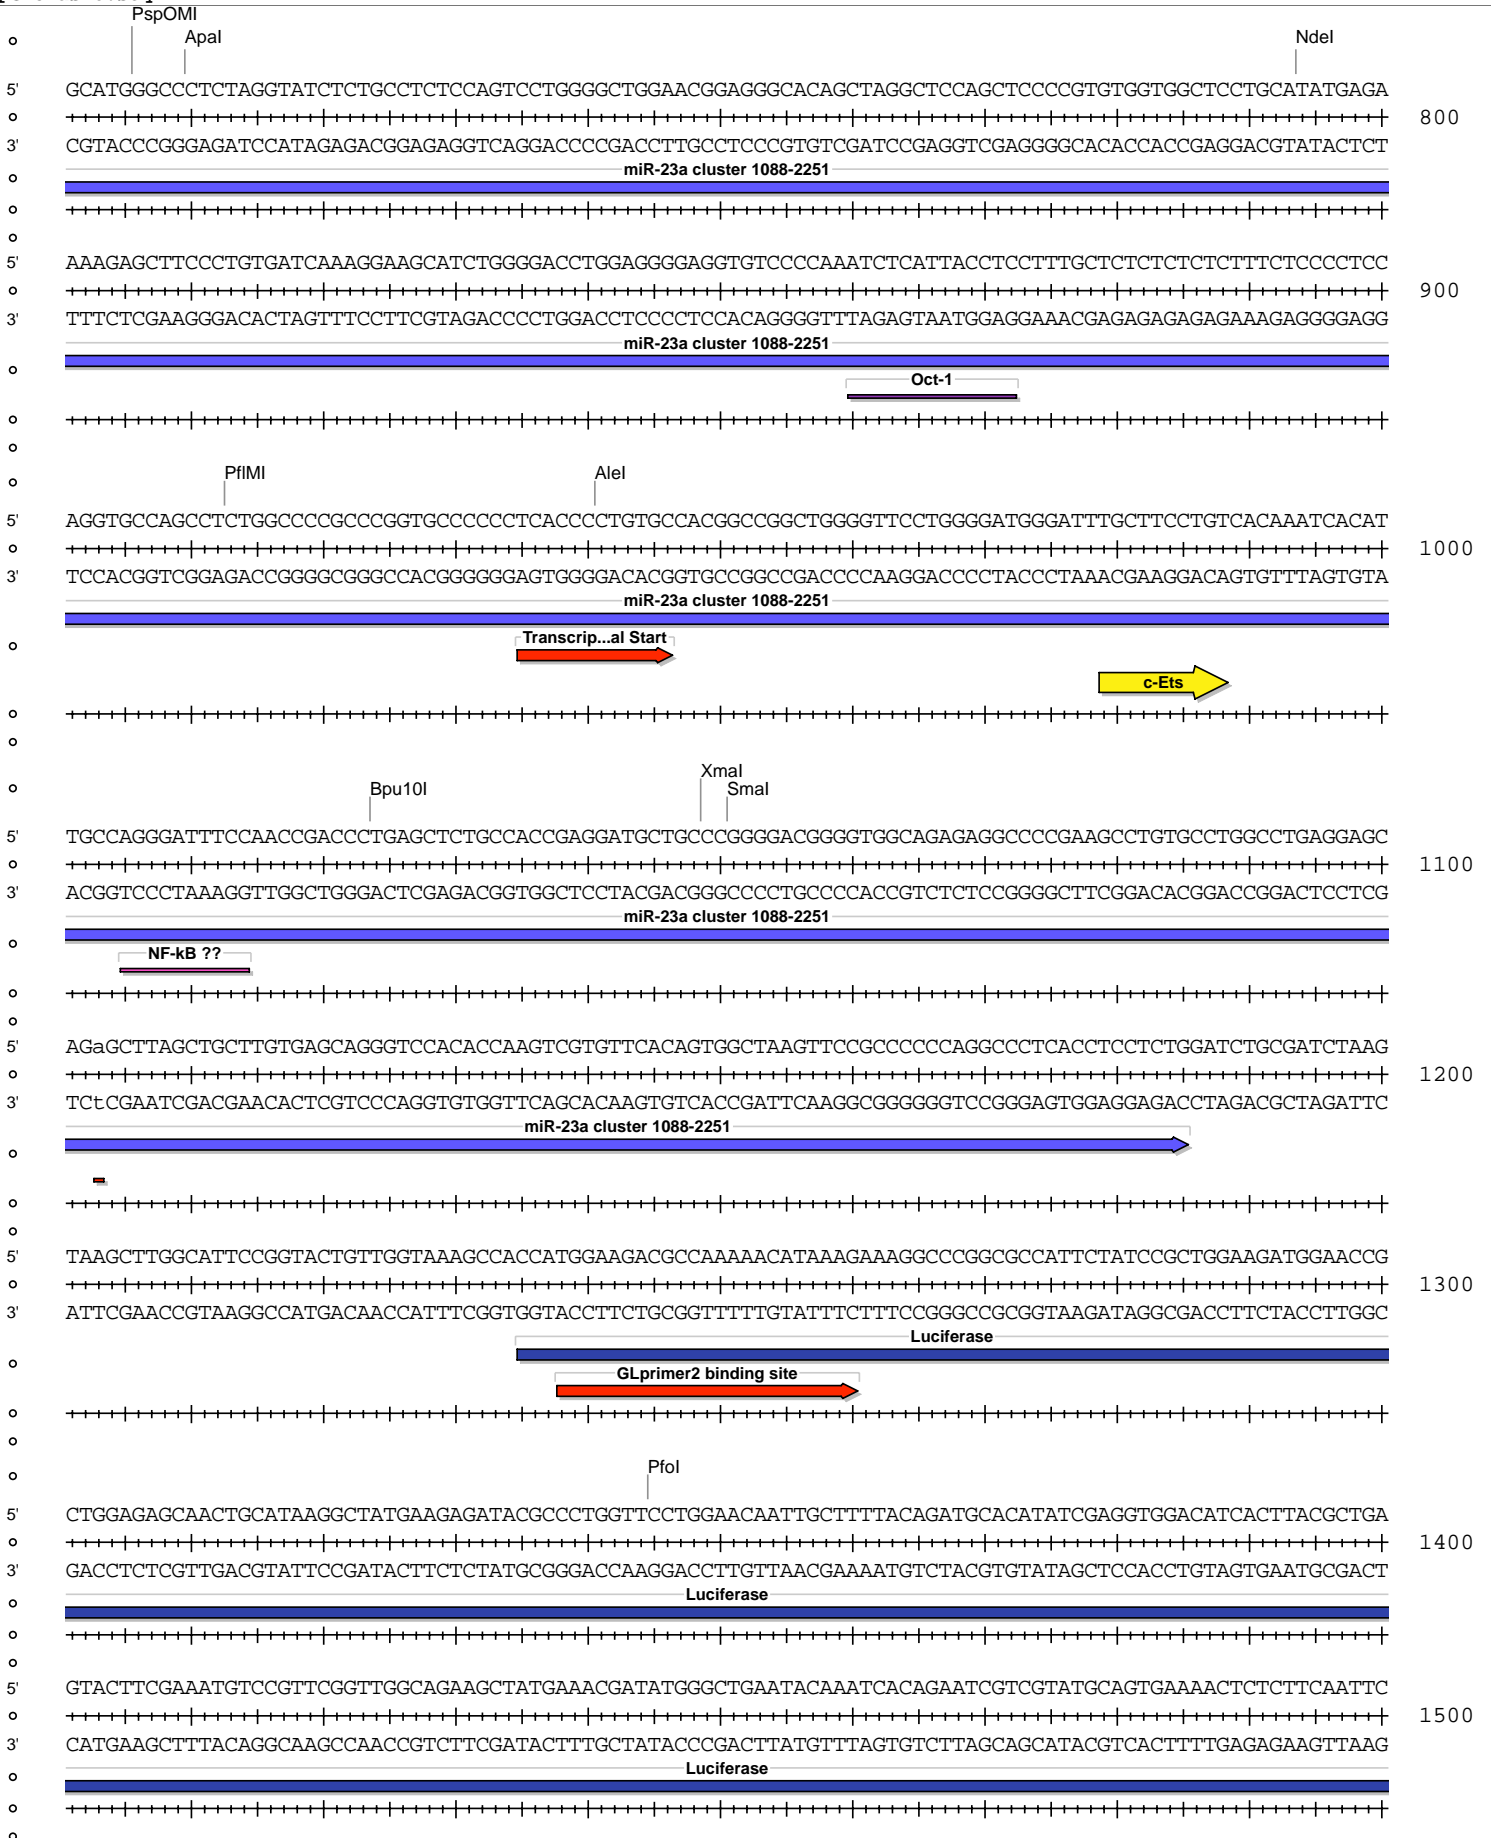 PspOMI
ApaI
NdeI
5' GCATGGGCCCTCTAGGTATCTCTGCCTCTCCAGTCCTGGGGCTGGAACGGAGGGCACAGCTAGGCTCCAGCTCCCCGTGTGGTGGCTCCTGCATATGAGA
800
3' CGTACCCGGGAGATCCATAGAGACGGAGAGGTCAGGACCCCGACCTTGCCTCCCGTGTCGATCCGAGGTCGAGGGGCACACCACCGAGGACGTATACTCT
miR-23a cluster 1088-2251
5' AAAGAGCTTCCCTGTGATCAAAGGAAGCATCTGGGGACCTGGAGGGGAGGTGTCCCCAAATCTCATTACCTCCTTTGCTCTCTCTCTCTTTCTCCCCTCC
900
3' TTTCTCGAAGGGACACTAGTTTCCTTCGTAGACCCCTGGACCTCCCCTCCACAGGGGTTTAGAGTAATGGAGGAAACGAGAGAGAGAGAAAGAGGGGAGG
miR-23a cluster 1088-2251
Oct-1
PflMI
AleI
5' AGGTGCCAGCCTCTGGCCCCGCCCGGTGCCCCCCTCACCCCTGTGCCACGGCCGGCTGGGGTTCCTGGGGATGGGATTTGCTTCCTGTCACAAATCACAT
1000
3' TCCACGGTCGGAGACCGGGGCGGGCCACGGGGGGAGTGGGGACACGGTGCCGGCCGACCCCAAGGACCCCTACCCTAAACGAAGGACAGTGTTTAGTGTA
miR-23a cluster 1088-2251
Transcrip...al Start
c-Ets
Bpu10I
XmaI
SmaI
5' TGCCAGGGATTTCCAACCGACCCTGAGCTCTGCCACCGAGGATGCTGCCCGGGGACGGGGTGGCAGAGAGGCCCCGAAGCCTGTGCCTGGCCTGAGGAGC
1100
3' ACGGTCCCTAAAGGTTGGCTGGGACTCGAGACGGTGGCTCCTACGACGGGCCCCTGCCCCACCGTCTCTCCGGGGCTTCGGACACGGACCGGACTCCTCG
miR-23a cluster 1088-2251
NF-kB ??
5' AGaGCTTAGCTGCTTGTGAGCAGGGTCCACACCAAGTCGTGTTCACAGTGGCTAAGTTCCGCCCCCCAGGCCCTCACCTCCTCTGGATCTGCGATCTAAG
1200
3' TCtCGAATCGACGAACACTCGTCCCAGGTGTGGTTCAGCACAAGTGTCACCGATTCAAGGCGGGGGGTCCGGGAGTGGAGGAGACCTAGACGCTAGATTC
miR-23a cluster 1088-2251
5' TAAGCTTGGCATTCCGGTACTGTTGGTAAAGCCACCATGGAAGACGCCAAAAACATAAAGAAAGGCCCGGCGCCATTCTATCCGCTGGAAGATGGAACCG
1300
3' ATTCGAACCGTAAGGCCATGACAACCATTTCGGTGGTACCTTCTGCGGTTTTTGTATTTCTTTCCGGGCCGCGGTAAGATAGGCGACCTTCTACCTTGGC
Luciferase
GLprimer2 binding site
PfoI
5' CTGGAGAGCAACTGCATAAGGCTATGAAGAGATACGCCCTGGTTCCTGGAACAATTGCTTTTACAGATGCACATATCGAGGTGGACATCACTTACGCTGA
1400
3' GACCTCTCGTTGACGTATTCCGATACTTCTCTATGCGGGACCAAGGACCTTGTTAACGAAAATGTCTACGTGTATAGCTCCACCTGTAGTGAATGCGACT
Luciferase
5' GTACTTCGAAATGTCCGTTCGGTTGGCAGAAGCTATGAAACGATATGGGCTGAATACAAATCACAGAATCGTCGTATGCAGTGAAAACTCTCTTCAATTC
1500
3' CATGAAGCTTTACAGGCAAGCCAACCGTCTTCGATACTTTGCTATACCCGACTTATGTTTAGTGTCTTAGCAGCATACGTCACTTTTGAGAGAAGTTAAG
Luciferase